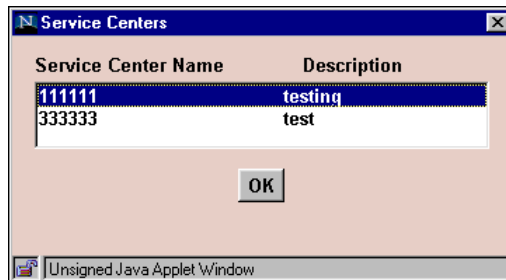 Service Centers
Service Center Name Description
111111 testing
333333 test
OK
Unsigned Java Applet Window